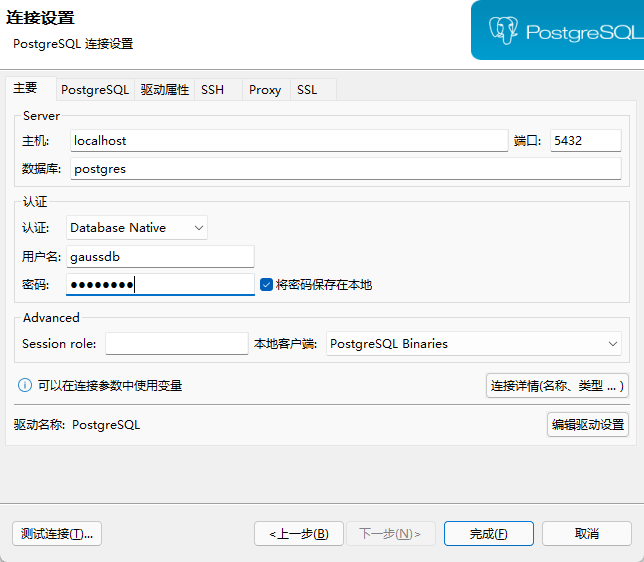 连接设置
PostgreSQL 连接设置
PostgreSQL
主要 PostgreSQL 驱动属性 SSH Proxy SSL
Server
主机: localhost 端口: 5432
数据库: postgres
认证
认证: Database Native
用户名: gaussdb
密码: ●●●●●●●● 将密码保存在本地
Advanced
Session role: 本地客户端: PostgreSQL Binaries
可以在连接参数中使用变量 连接详情(名称、类型 ... )
驱动名称: PostgreSQL 编辑驱动设置
测试连接(T)... <上一步(B) 下一步(N)> 完成(F) 取消